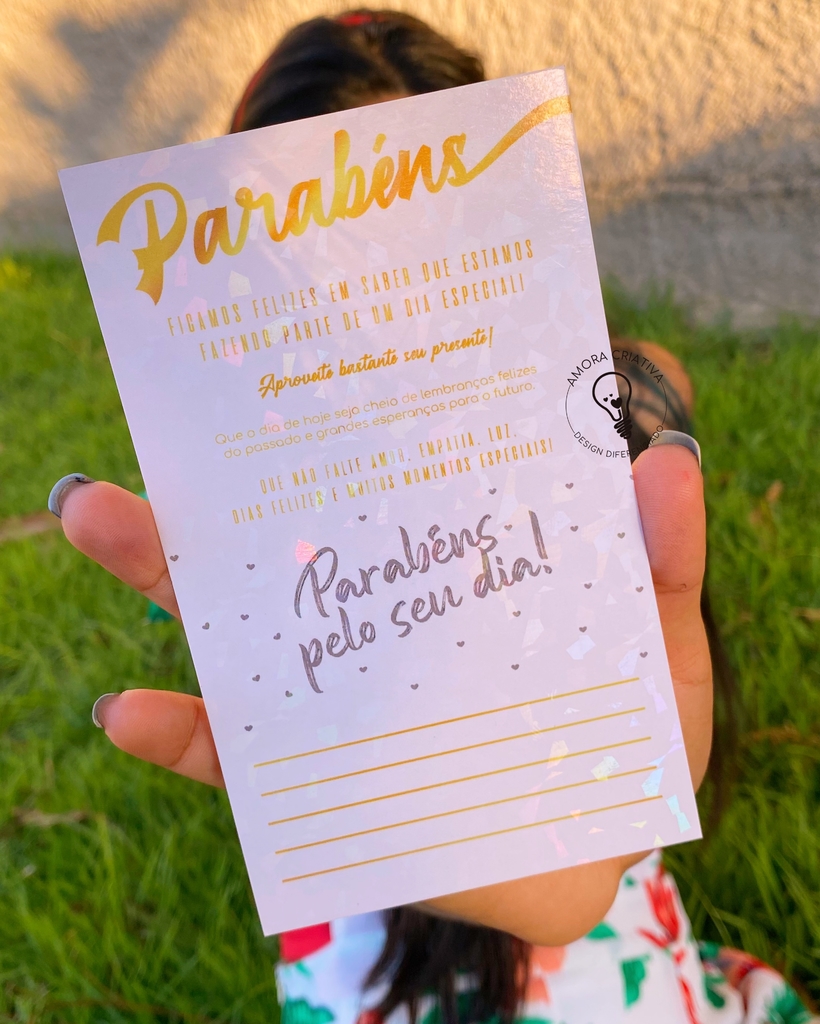 Parabéns
FICAMOS FELIZES EM SABER QUE ESTAMOS
FAZENDO PARTE DE UM DIA ESPECIAL!
Aproveite bastante seu presente!
Que o dia de hoje seja cheio de lembranças felizes
do passado e grandes esperanças para o futuro.
QUE NÃO FALTE AMOR, EMPATIA, LUZ,
DIAS FELIZES E MUITOS MOMENTOS ESPECIAIS!
Parabéns
pelo seu dia!
AMORA CRIATIVA
DESIGN